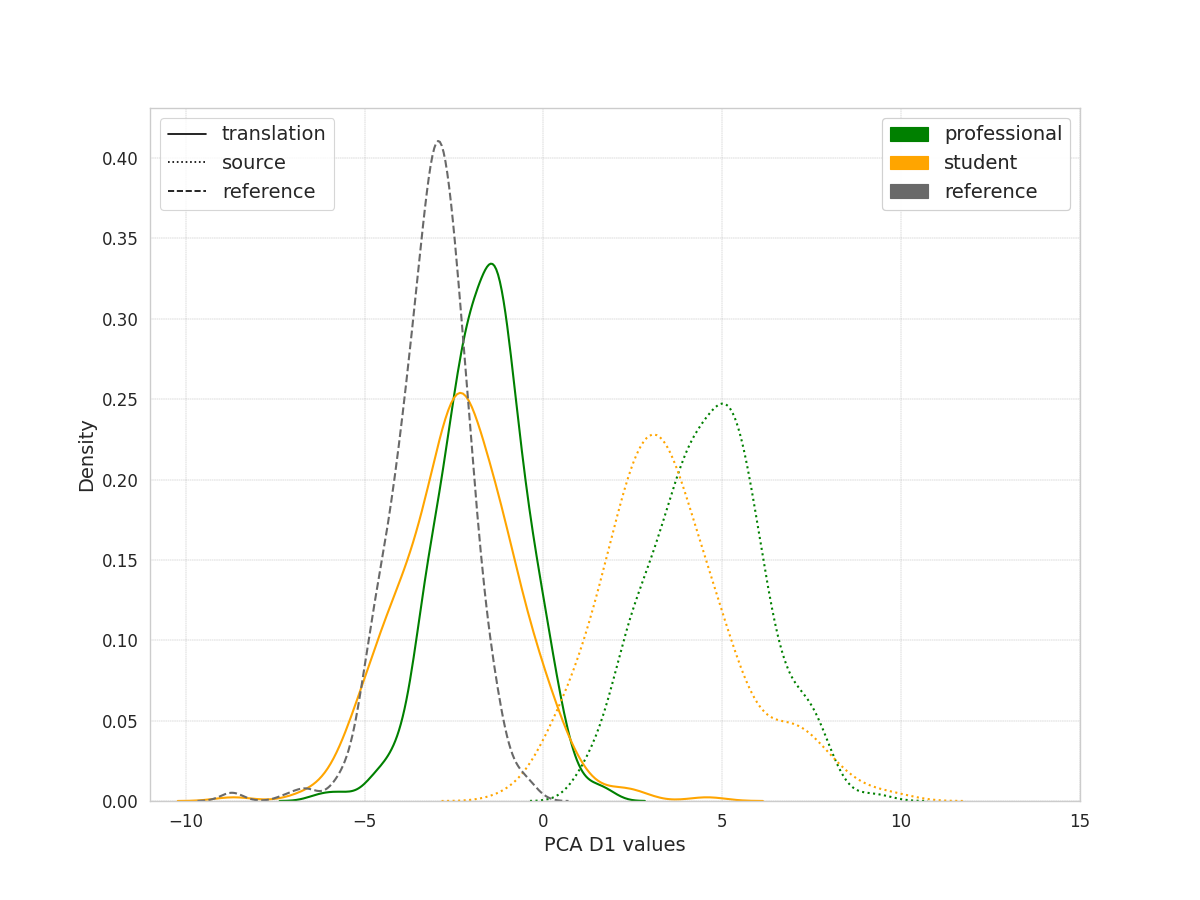 translation
source
reference
professional
student
reference
Density
0.40
0.35
0.30
0.25
0.20
0.15
0.10
0.05
0.00
−10 −5 0 5 10 15
PCA D1 values